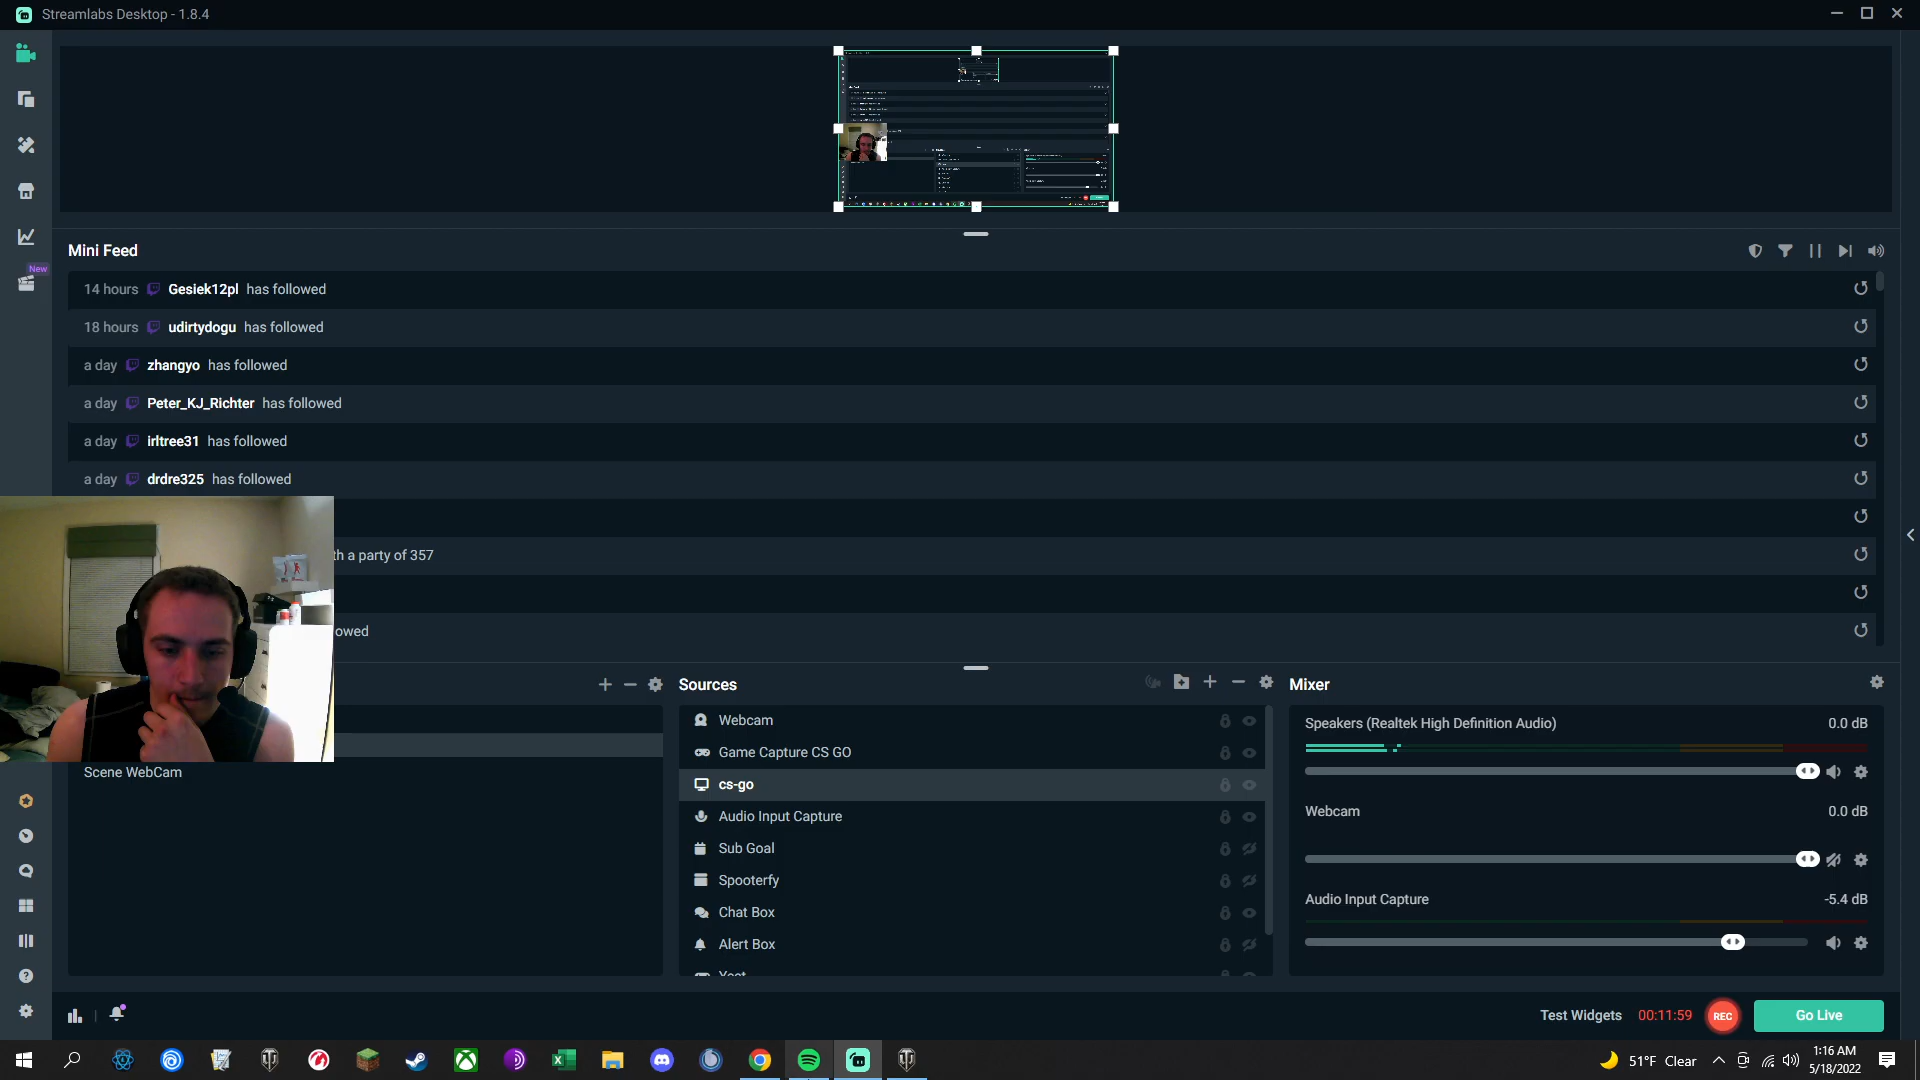 Streamlabs Desktop - 1.8.4
New
Mini Feed
14 hours Gesiek12pl has followed
18 hours udirtydogu has followed
a day zhangyo has followed
a day Peter_KJ_Richter has followed
a day irltree31 has followed
a day drdre325 has followed
th a party of 357
owed
Scene WebCam
Sources
Webcam
Game Capture CS GO
cs-go
Audio Input Capture
Sub Goal
Spooterfy
Chat Box
Alert Box
Mixer
Speakers (Realtek High Definition Audio) 0.0 dB
Webcam 0.0 dB
Audio Input Capture -5.4 dB
Test Widgets 00:11:59 REC Go Live
51°F Clear
1:16 AM
5/18/2022